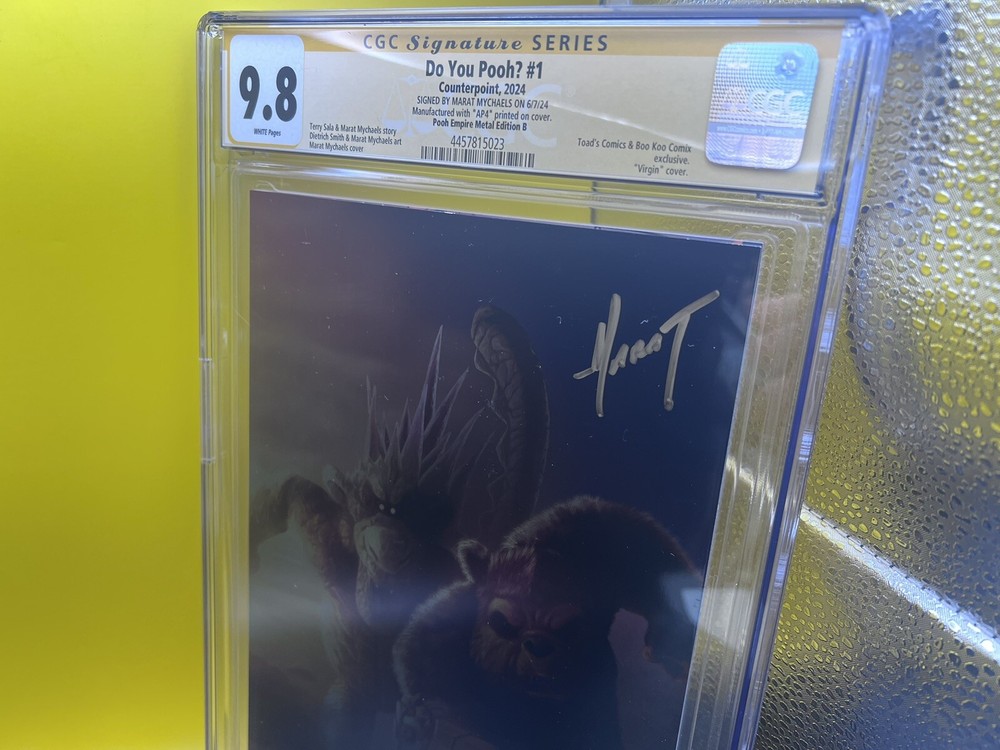 CGC Signature SERIES
9.8
WHITE Pages
Do You Pooh? #1
Counterpoint, 2024
SIGNED BY MARAT MYCHAELS ON 6/7/24
Manufactured with "AP4" printed on cover.
Pooh Empire Metal Edition B
4457815023
Terry Sala & Marat Mychaels story
Dietrich Smith & Marat Mychaels art
Marat Mychaels cover
Toad's Comics & Boo Koo Comix
exclusive.
"Virgin" cover.
CGC
MaraT